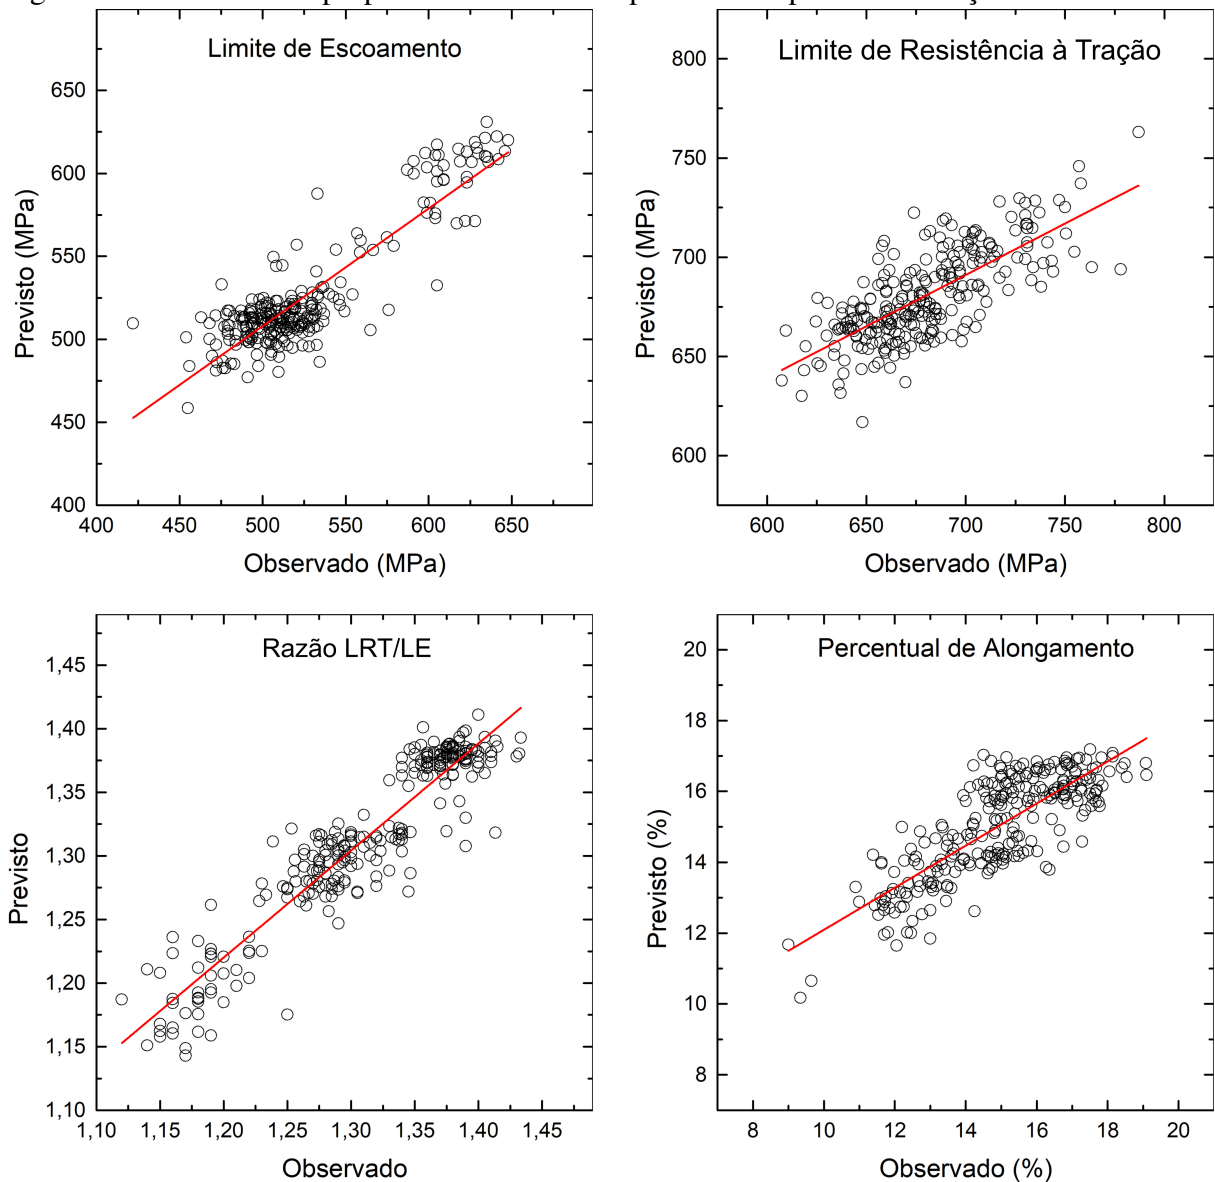 Limite de Escoamento
650
600
550
500
450
400
Previsto (MPa)
400 450 500 550 600 650
Observado (MPa)
Limite de Resistência à Tração
800
750
700
650
600
Previsto (MPa)
600 650 700 750 800
Observado (MPa)
Razão LRT/LE
1,45
1,40
1,35
1,30
1,25
1,20
1,15
1,10
Previsto
1,10 1,15 1,20 1,25 1,30 1,35 1,40 1,45
Observado
Percentual de Alongamento
20
18
16
14
12
10
8
Previsto (%)
8 10 12 14 16 18 20
Observado (%)